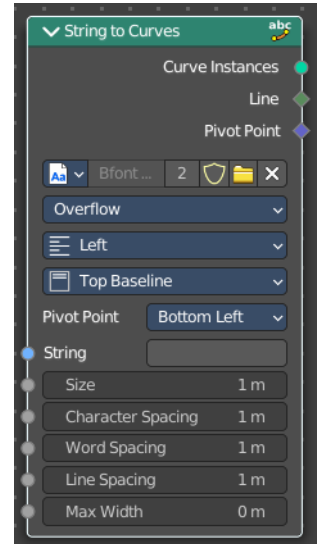 String to Curves
abc
Curve Instances
Line
Pivot Point
Aa Bfont ... 2
Overflow
Left
Top Baseline
Pivot Point Bottom Left
String
Size 1 m
Character Spacing 1 m
Word Spacing 1 m
Line Spacing 1 m
Max Width 0 m